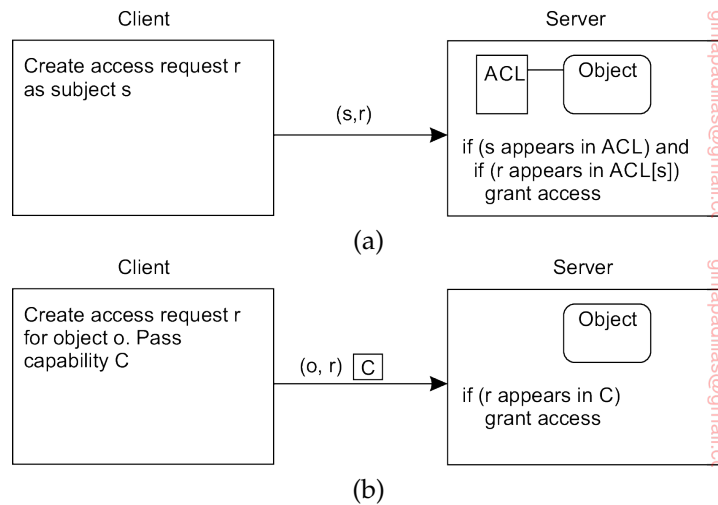 Client
Server
Create access request r
as subject s
(s,r)
ACL
Object
if (s appears in ACL) and
if (r appears in ACL[s])
grant access
(a)
Client
Server
Create access request r
for object o. Pass
capability C
(o, r)
C
Object
if (r appears in C)
grant access
(b)